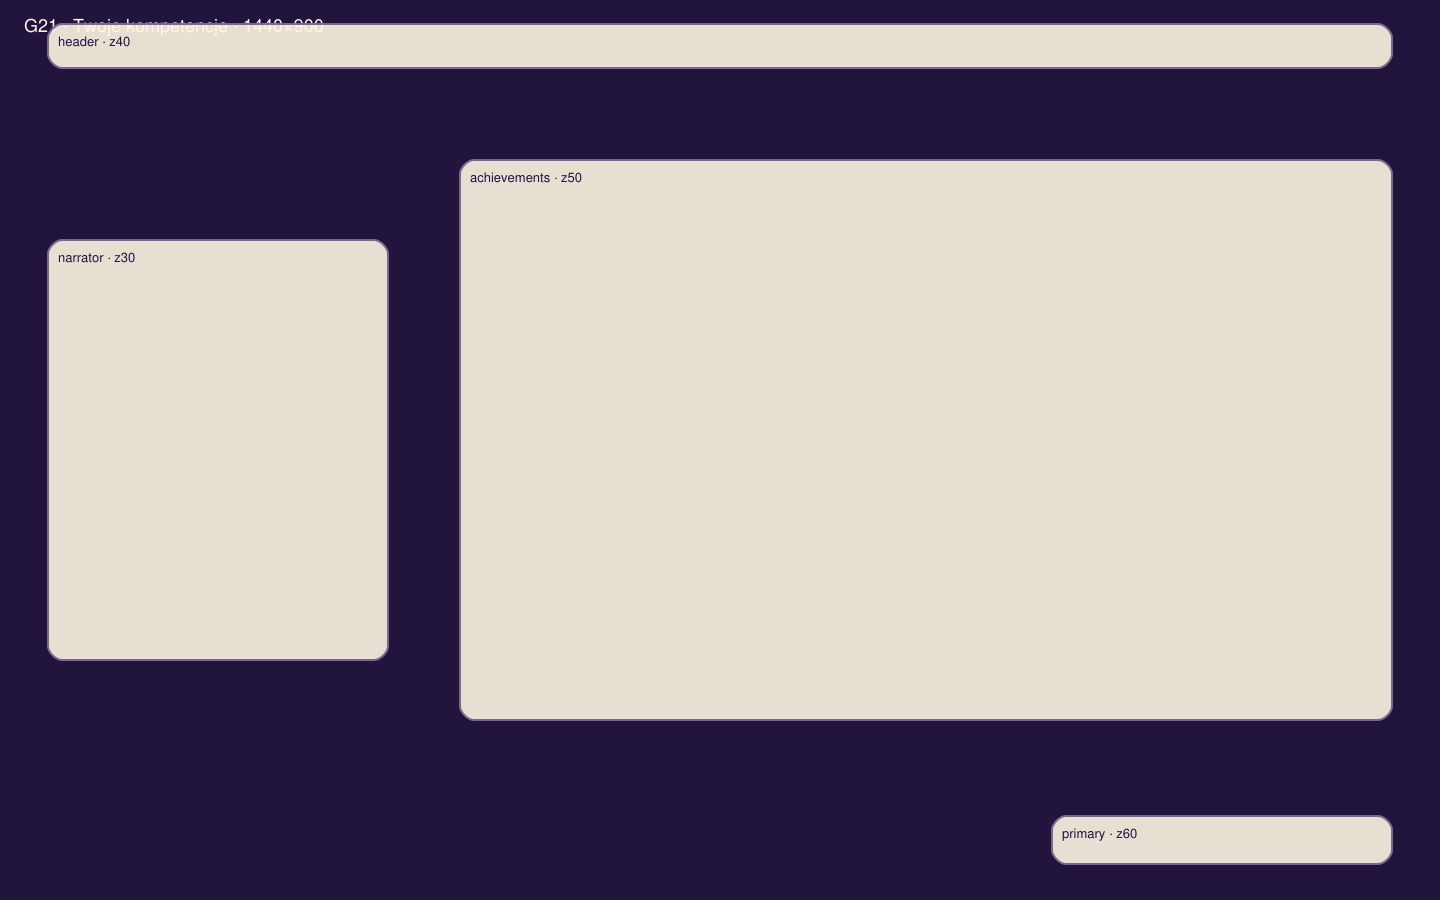 G21 · Twoje kompetencje · 1440×900
header · z40
achievements · z50
narrator · z30
primary · z60